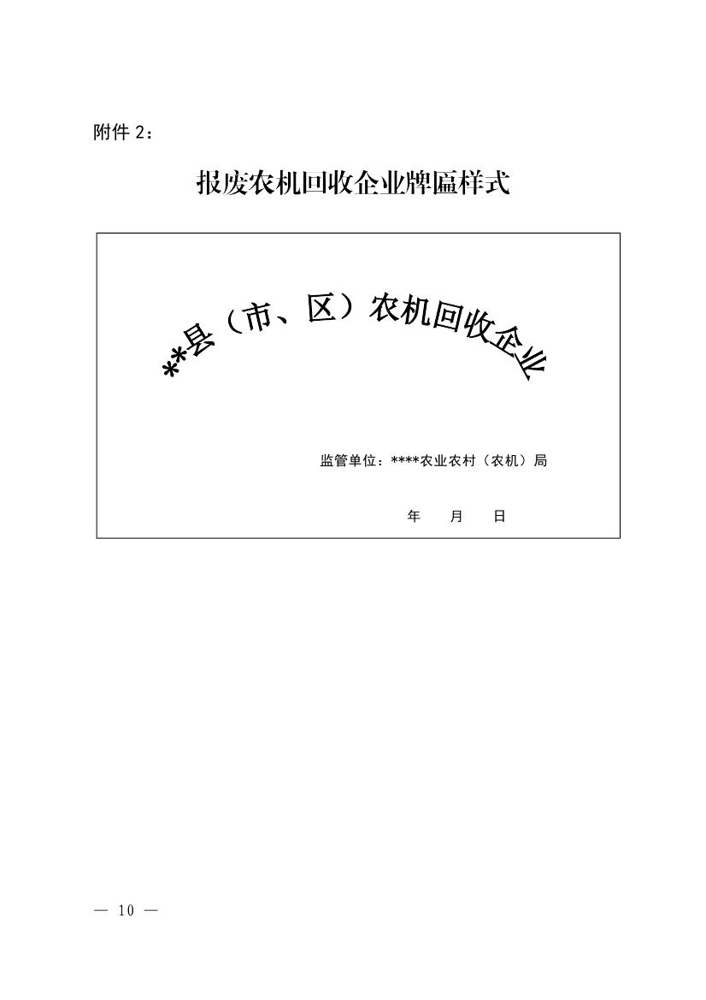 附件 2：
报废农机回收企业牌匾样式
**县（市、区）农机回收企业
监管单位：****农业农村（农机）局
年 月 日
— 10 —